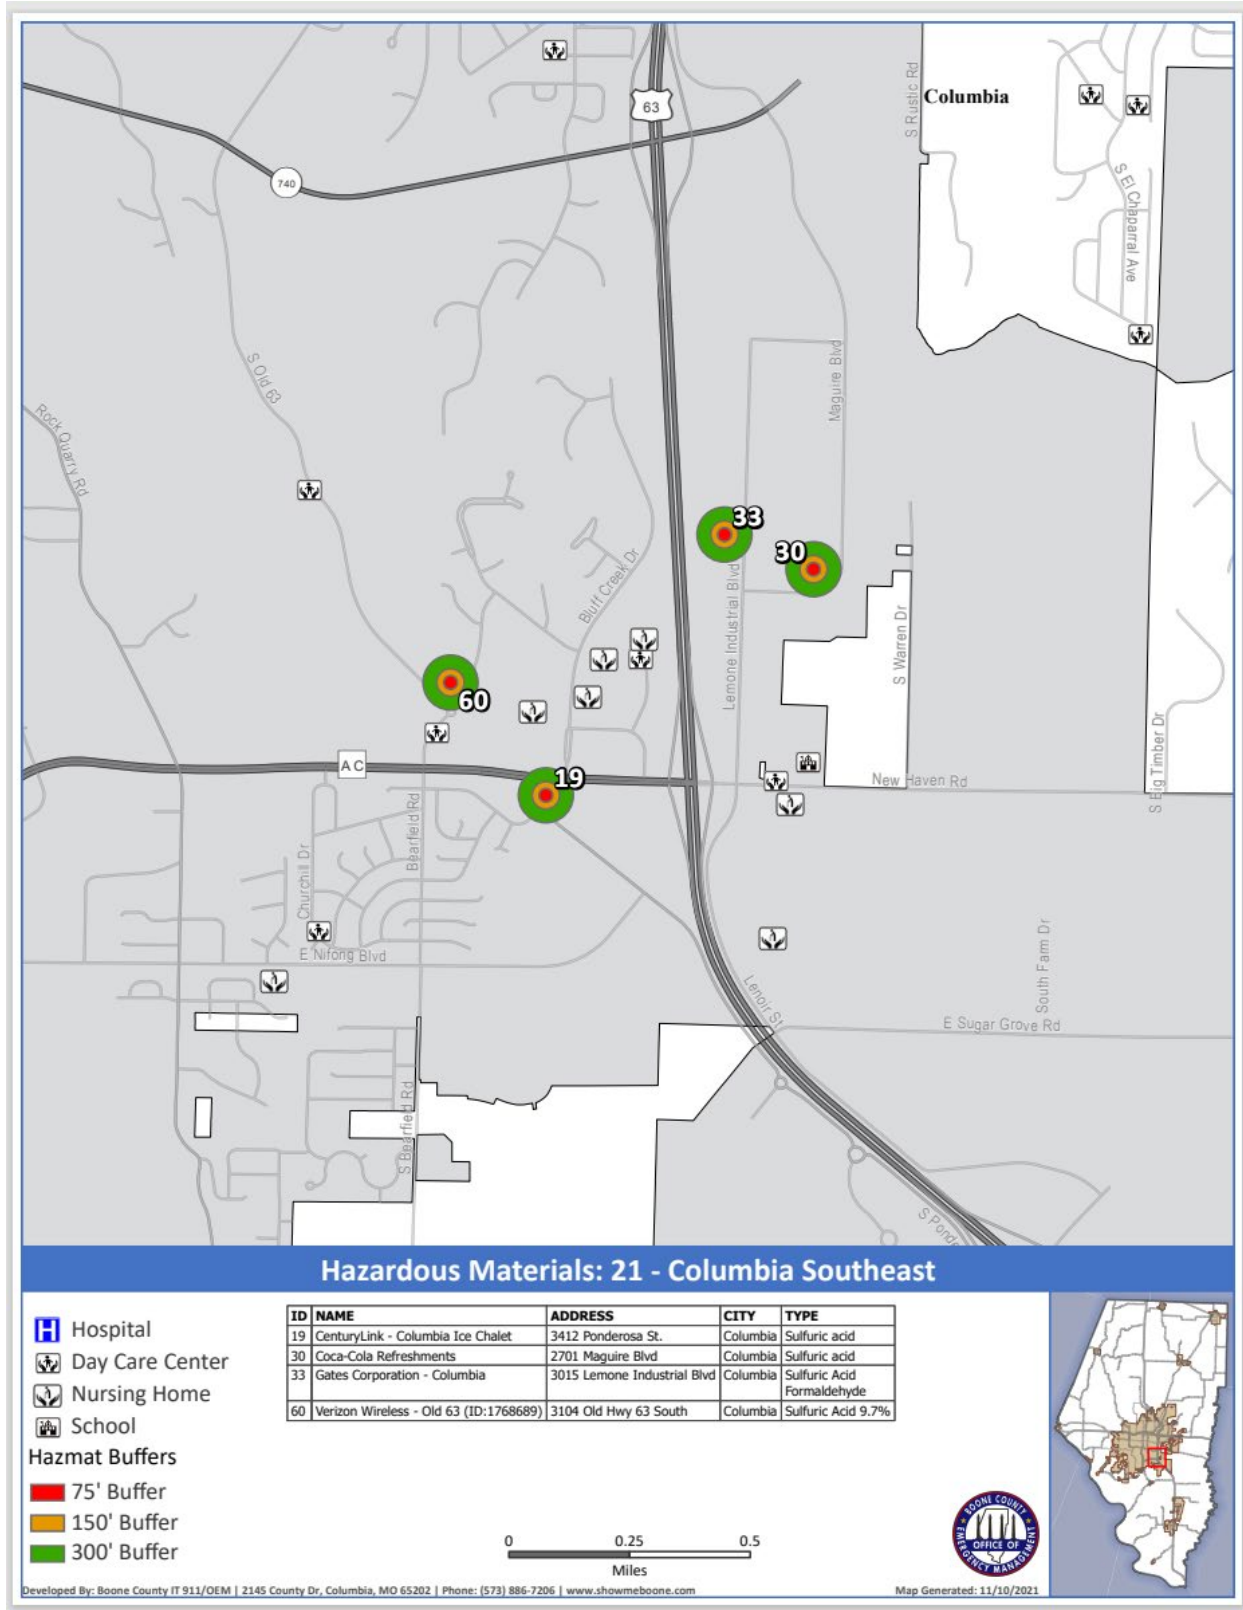 63
Columbia
S Rustic Rd
740
S El Chaparral Ave
S Old 63
Maguire Blvd
Rock Quarry Rd
33
30
Bluff Creek Dr
Lemone Industrial Blvd
S Warren Dr
60
S Big Timber Dr
AC
19
New Haven Rd
Bearfield Rd
Churchill Dr
E Nifong Blvd
South Farm Dr
Lenoir St
E Sugar Grove Rd
S Bearfield Rd
S Ponde
Hazardous Materials: 21 - Columbia Southeast
H Hospital
Day Care Center
Nursing Home
School
Hazmat Buffers
75' Buffer
150' Buffer
300' Buffer
ID NAME ADDRESS CITY TYPE
19 CenturyLink - Columbia Ice Chalet 3412 Ponderosa St. Columbia Sulfuric acid
30 Coca-Cola Refreshments 2701 Maguire Blvd Columbia Sulfuric acid
33 Gates Corporation - Columbia 3015 Lemone Industrial Blvd Columbia Sulfuric Acid
Formaldehyde
60 Verizon Wireless - Old 63 (ID:1768689) 3104 Old Hwy 63 South Columbia Sulfuric Acid 9.7%
0 0.25 0.5
Miles
BOONE COUNTY
OFFICE OF
EMERGENCY MANAGEMENT
Developed By: Boone County IT 911/OEM | 2145 County Dr, Columbia, MO 65202 | Phone: (573) 886-7206 | www.showmeboone.com
Map Generated: 11/10/2021